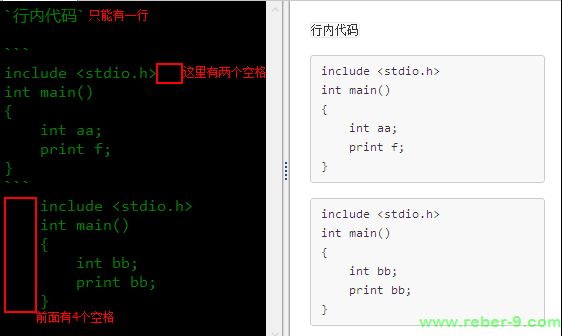 `行内代码` 只能有一行
```
include <stdio.h> 这里有两个空格
int main()
{
    int aa;
    print f;
}
```
    include <stdio.h>
    int main()
    {
        int bb;
        print bb;
    }
前面有4个空格
行内代码
include <stdio.h>
int main()
{
    int aa;
    print f;
}
include <stdio.h>
int main()
{
    int bb;
    print bb;
}
www.reber-9.com